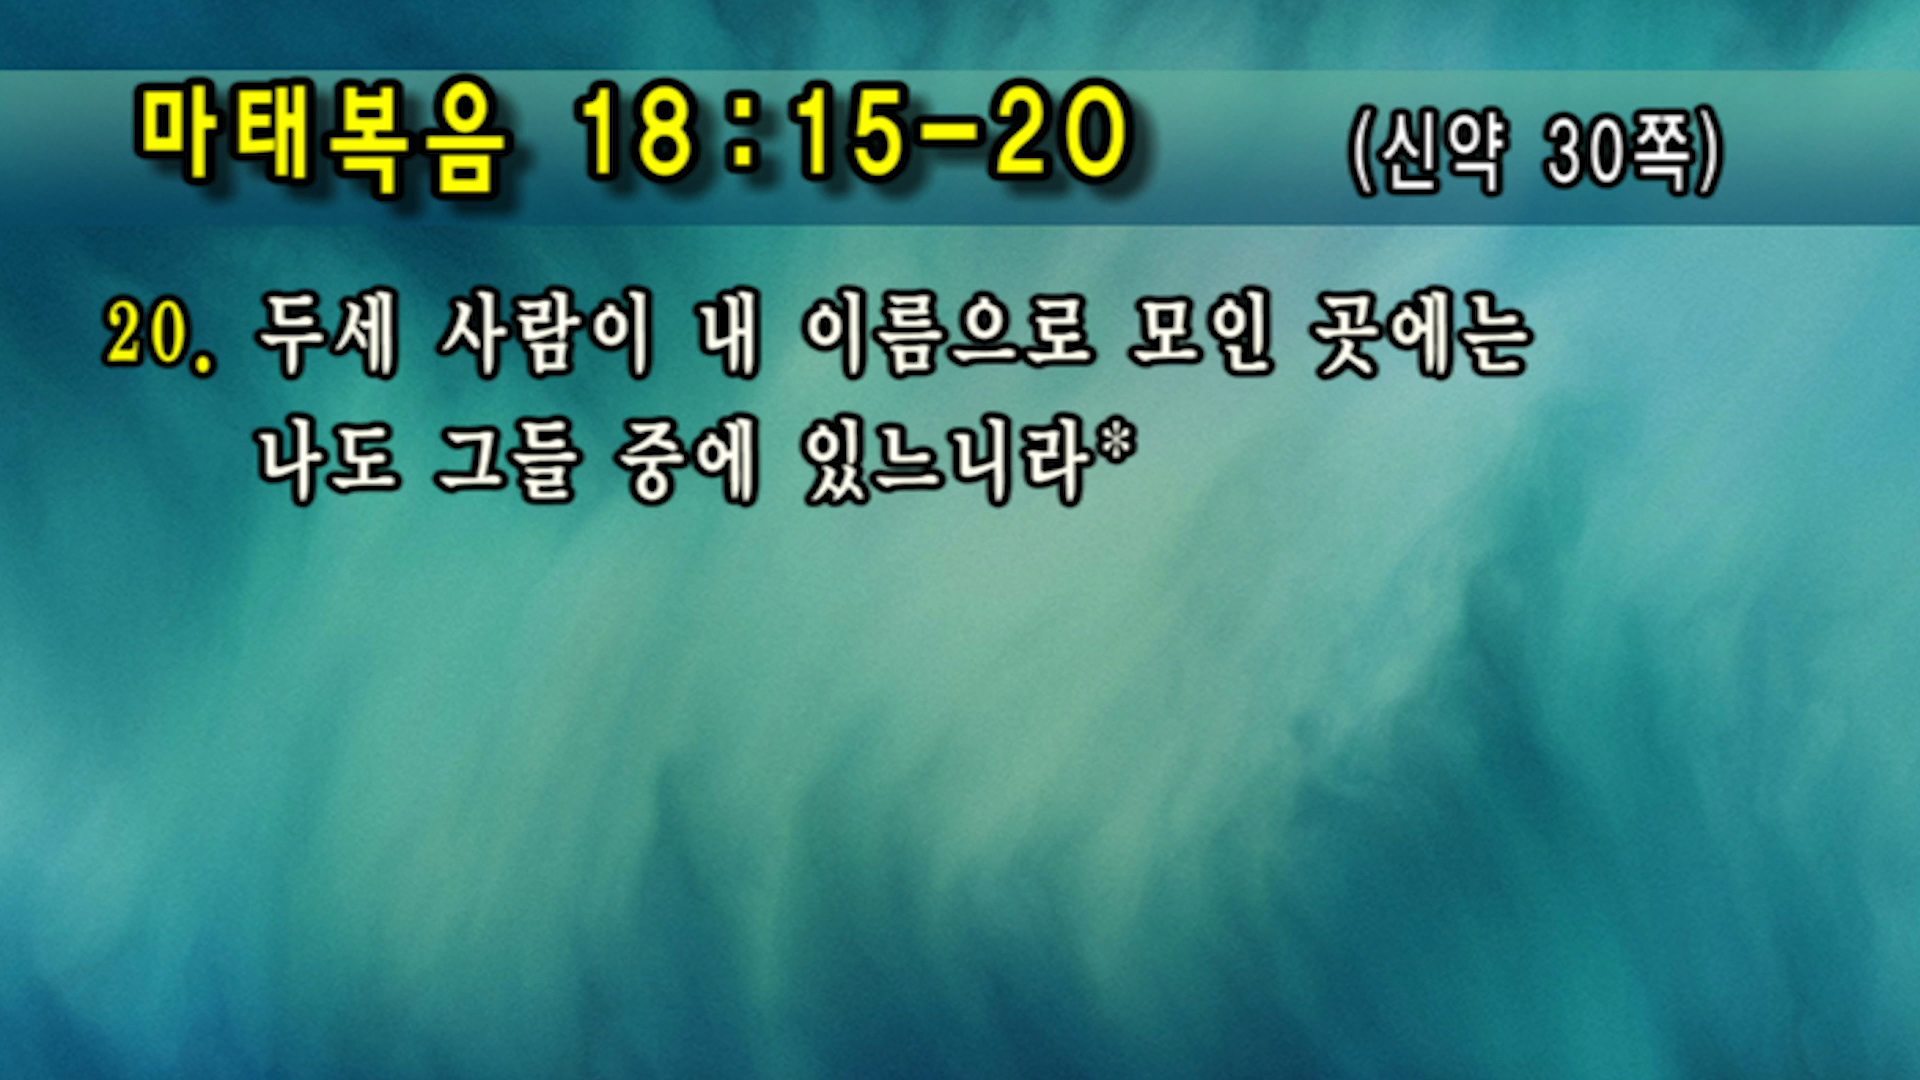 마태복음 18:15-20 (신약 30쪽)
20. 두세 사람이 내 이름으로 모인 곳에는
나도 그들 중에 있느니라*